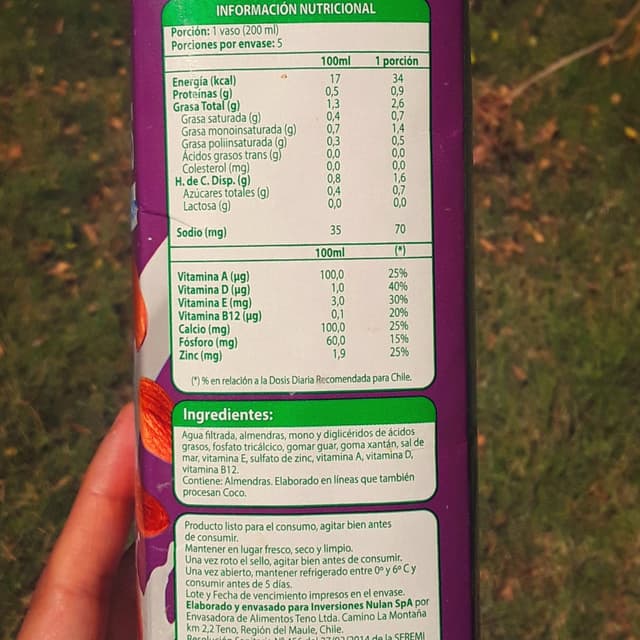 INFORMACIÓN NUTRICIONAL
Porción: 1 vaso (200 ml)
Porciones por envase: 5
100ml 1 porción
Energía (kcal) 17 34
Proteínas (g) 0,5 0,9
Grasa Total (g) 1,3 2,6
Grasa saturada (g) 0,4 0,7
Grasa monoinsaturada (g) 0,7 1,4
Grasa poliinsaturada (g) 0,3 0,5
Ácidos grasos trans (g) 0,0 0,0
Colesterol (mg) 0,0 0,0
H. de C. Disp. (g) 0,8 1,6
Azúcares totales (g) 0,4 0,7
Lactosa (g) 0,0 0,0
Sodio (mg) 35 70
100ml (*)
Vitamina A (µg) 100,0 25%
Vitamina D (µg) 1,0 40%
Vitamina E (mg) 3,0 30%
Vitamina B12 (µg) 0,1 20%
Calcio (mg) 100,0 25%
Fósforo (mg) 60,0 15%
Zinc (mg) 1,9 25%
(*) % en relación a la Dosis Diaria Recomendada para Chile.
Ingredientes:
Agua filtrada, almendras, mono y diglicéridos de ácidos
grasos, fosfato tricálcico, gomar guar, goma xantán, sal de
mar, vitamina E, sulfato de zinc, vitamina A, vitamina D,
vitamina B12.
Contiene: Almendras. Elaborado en líneas que también
procesan Coco.
Producto listo para el consumo, agitar bien antes
de consumir.
Mantener en lugar fresco, seco y limpio.
Una vez roto el sello, agitar bien antes de consumir.
Una vez abierto, mantener refrigerado entre 0º y 6º C y
consumir antes de 5 días.
Lote y Fecha de vencimiento impresos en el envase.
Elaborado y envasado para Inversiones Nulan SpA por
Envasadora de Alimentos Teno Ltda. Camino La Montaña
km 2,2 Teno, Región del Maule, Chile.
Resolución Sanitaria Nº 456 del 27/02/2014 de la SEREMI